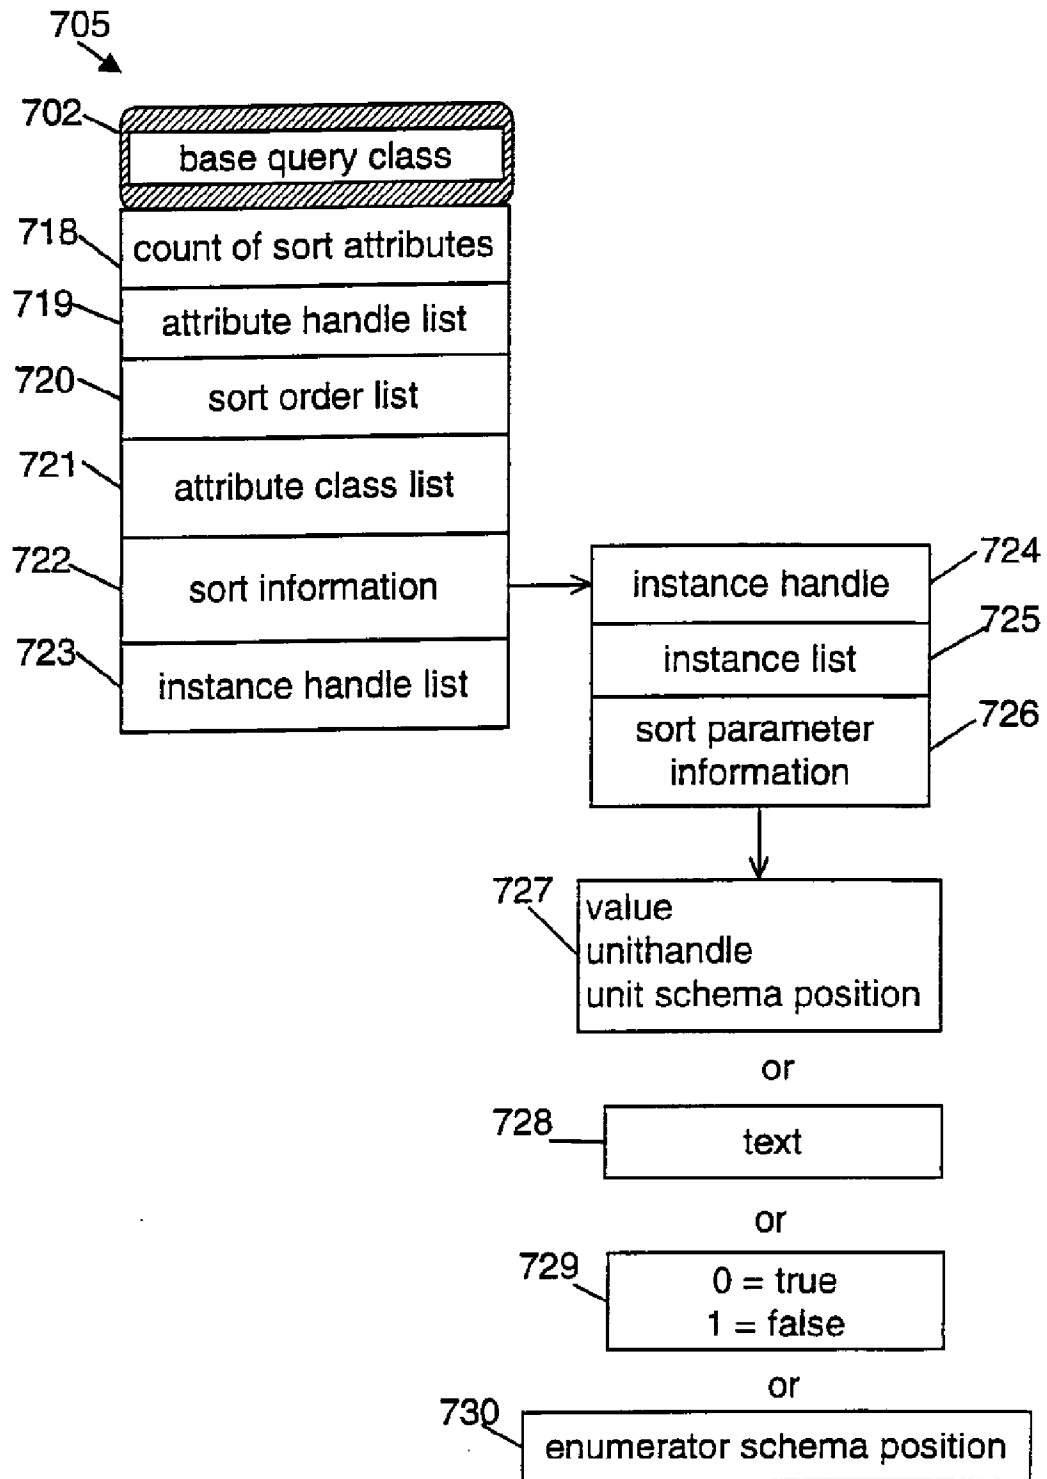 705
702
base query class
718
count of sort attributes
719
attribute handle list
720
sort order list
721
attribute class list
722
sort information
723
instance handle list
724
instance handle
725
instance list
726
sort parameter
information
727
value
unithandle
unit schema position
or
728
text
or
729
0 = true
1 = false
or
730
enumerator schema position